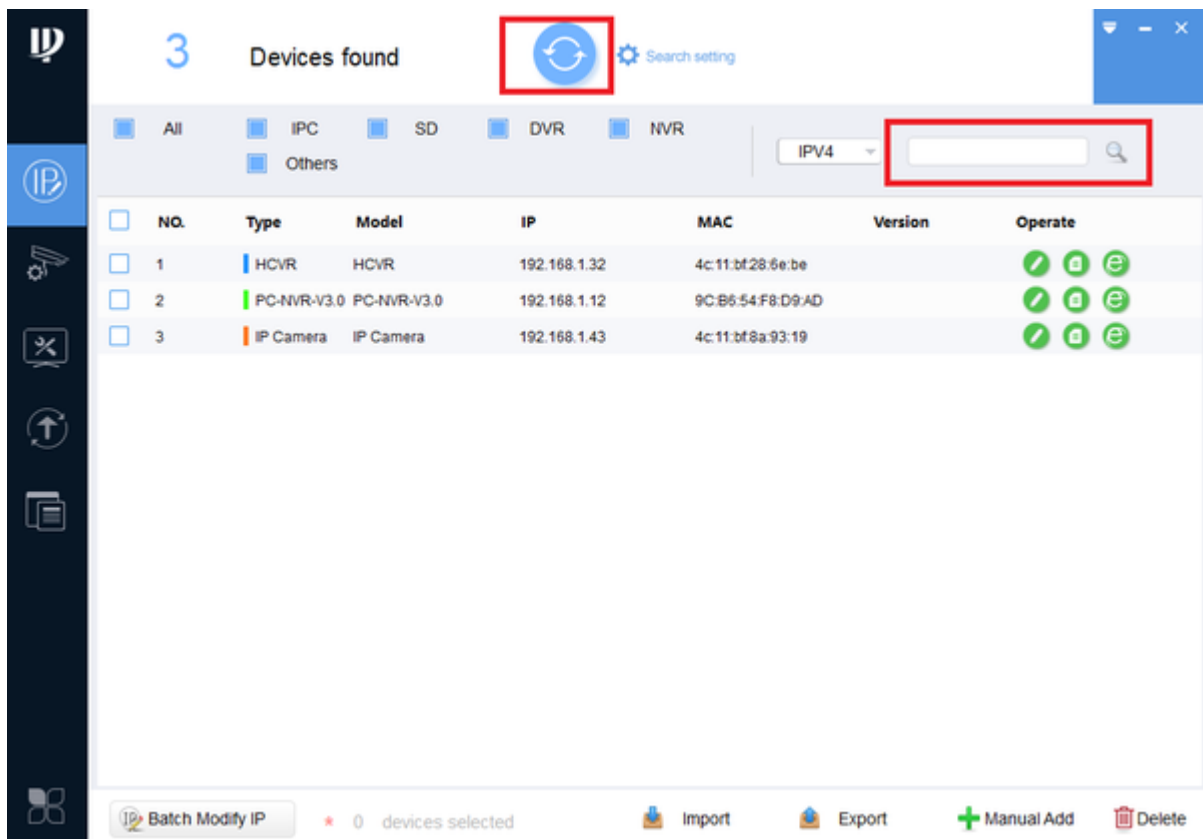 3 Devices found Search setting
All IPC SD DVR NVR
Others
IPV4
NO. Type Model IP MAC Version Operate
1 HCVR HCVR 192.168.1.32 4c:11:bf:28:6e:be
2 PC-NVR-V3.0 PC-NVR-V3.0 192.168.1.12 9C:B6:54:F8:D9:AD
3 IP Camera IP Camera 192.168.1.43 4c:11:bf:8a:93:19
Batch Modify IP * 0 devices selected Import Export Manual Add Delete